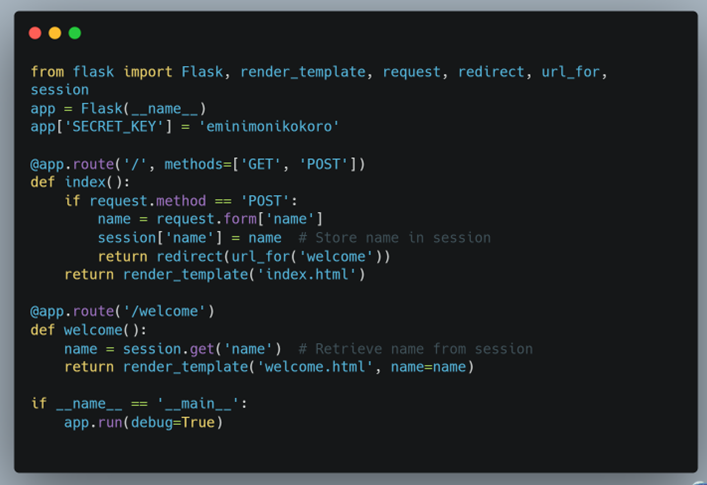 from flask import Flask, render_template, request, redirect, url_for,
session
app = Flask(__name__)
app['SECRET_KEY'] = 'eminimonikokoro'
@app.route('/', methods=['GET', 'POST'])
def index():
    if request.method == 'POST':
        name = request.form['name']
        session['name'] = name  # Store name in session
        return redirect(url_for('welcome'))
    return render_template('index.html')
@app.route('/welcome')
def welcome():
    name = session.get('name')  # Retrieve name from session
    return render_template('welcome.html', name=name)
if __name__ == '__main__':
    app.run(debug=True)